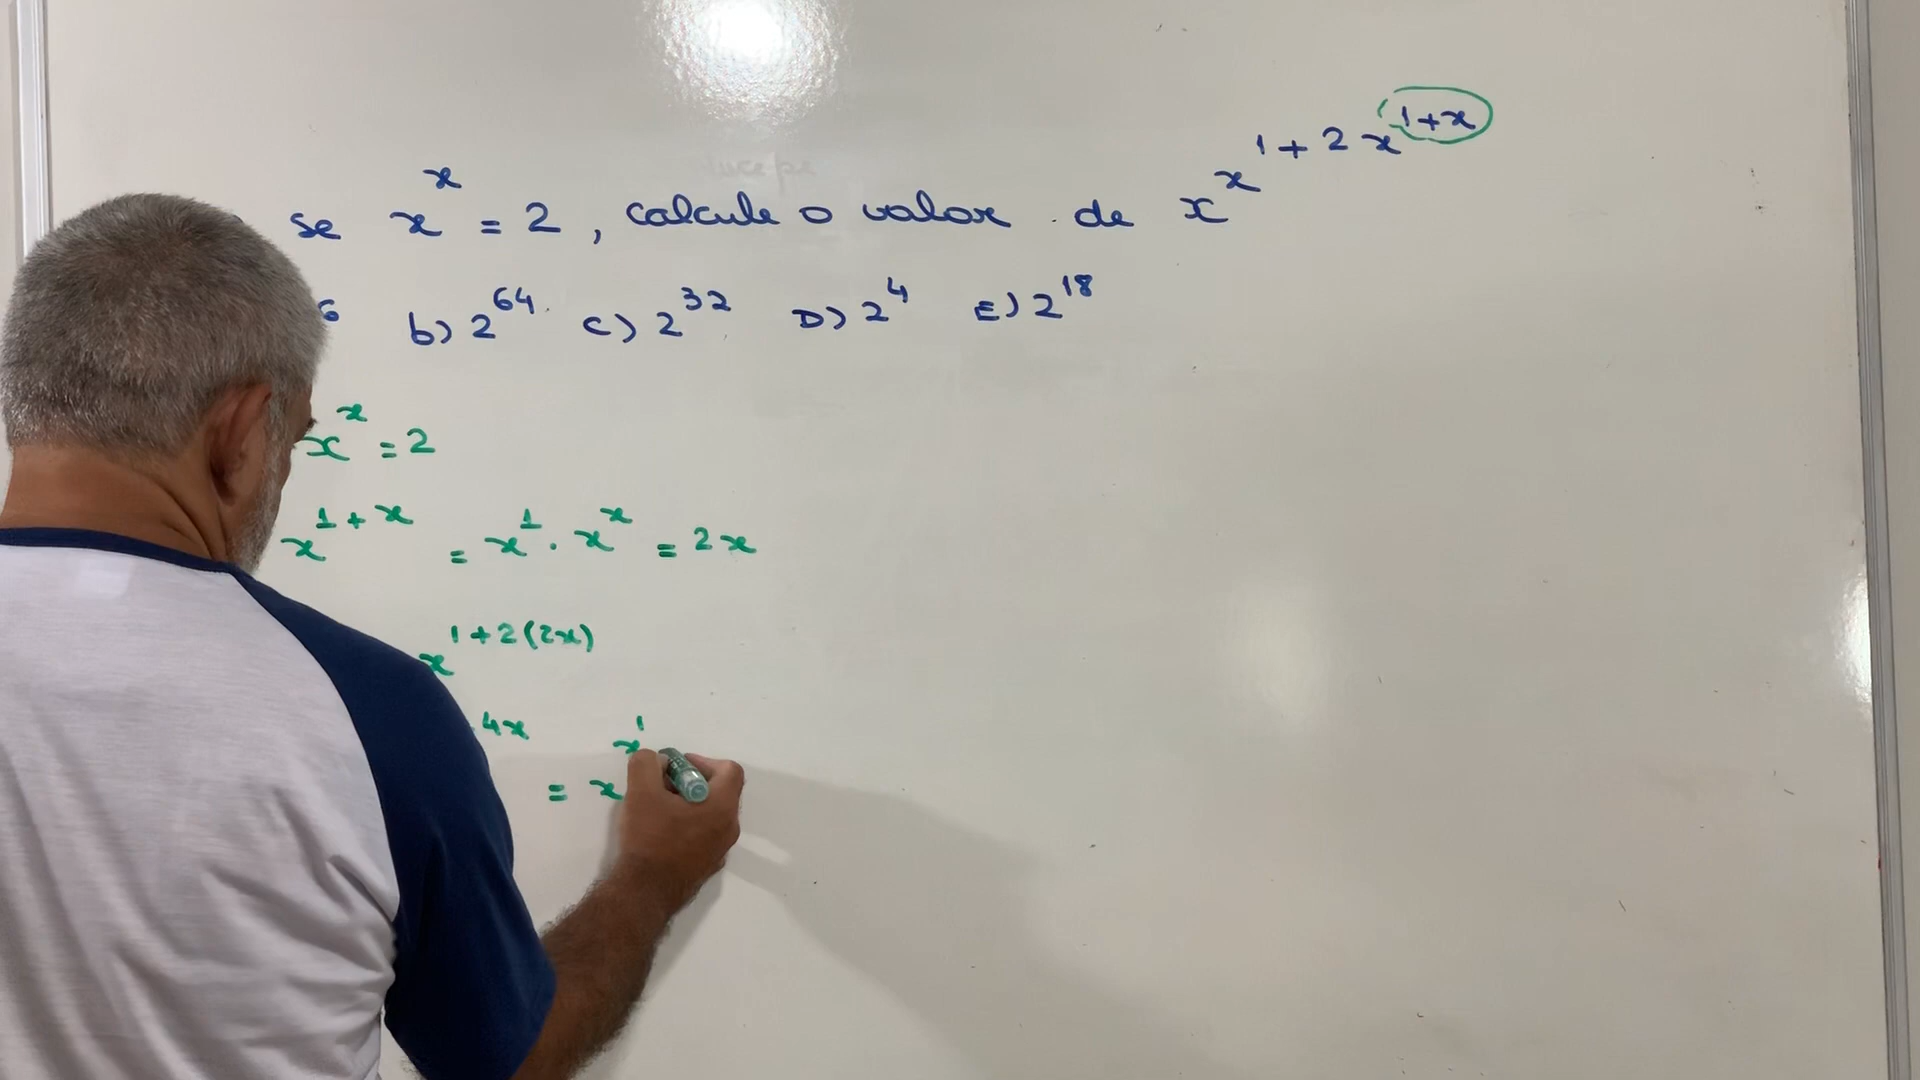 se x^x = 2, calcule o valor de x^x^1+2x^1+x
6 b) 2^64 c) 2^32 D) 2^4 E) 2^18
x^x = 2
x^1+x = x^1 . x^x = 2x
x^1+2(2x)
4x = x^x^1